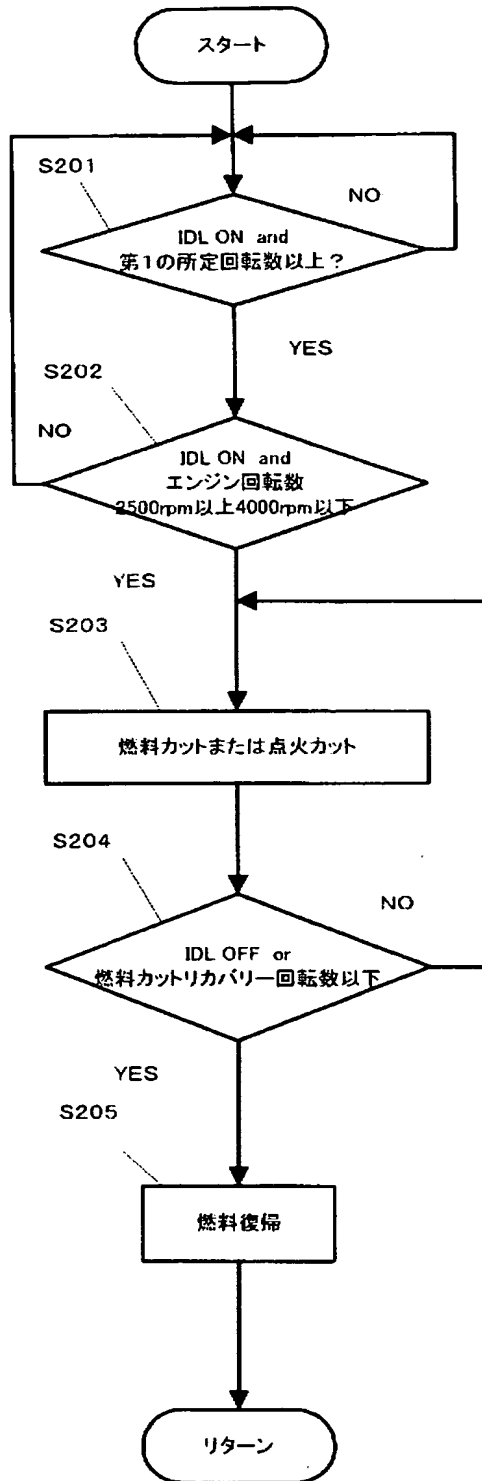 スタート
S201
NO
IDL ON and
第1の所定回転数以上？
YES
S202
NO
IDL ON and
エンジン回転数
2500rpm以上4000rpm以下
YES
S203
燃料カットまたは点火カット
S204
NO
IDL OFF or
燃料カットリカバリー回転数以下
YES
S205
燃料復帰
リターン